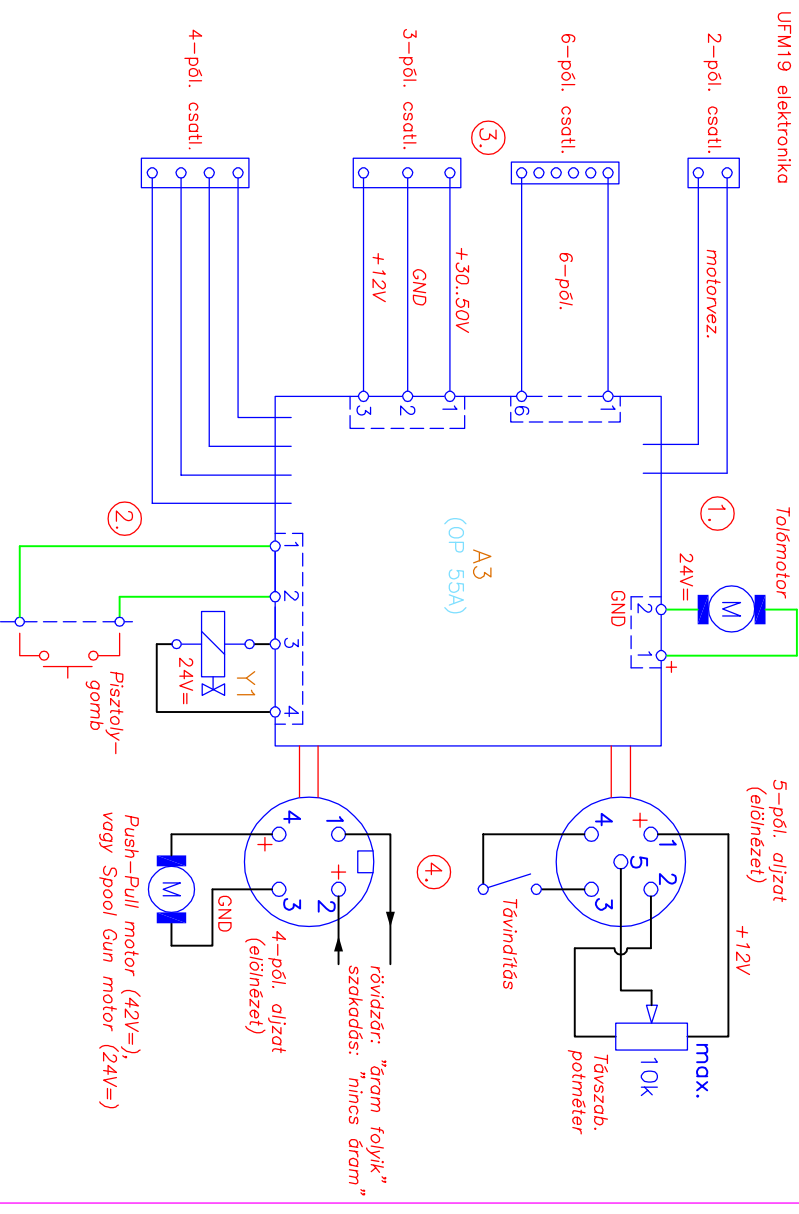 UFM19 elektronika
2-pól. csatl.
6-pól. csatl.
3.
3-pól. csatl.
4-pól. csatl.
motorvez.
6-pól.
+30..50V
GND
+12V
1
6
1
2
3
1.
Tolómotor
24V=
M
GND
2
1
+
A3
(OP 55A)
2.
1
2
3
4
Y1
24V=
Pisztoly-
gomb
5-pól. aljzat
(elölnézet)
+12V
+
1
2
3
4
5
max.
10k
Távszab.
potméter
Távindítás
4.
1
+
2
3
4
+
4-pól. aljzat
(elölnézet)
rövidzár: "áram folyik"
szakadás: "nincs áram"
GND
M
Push-Pull motor (42V=),
vagy Spool Gun motor (24V=)